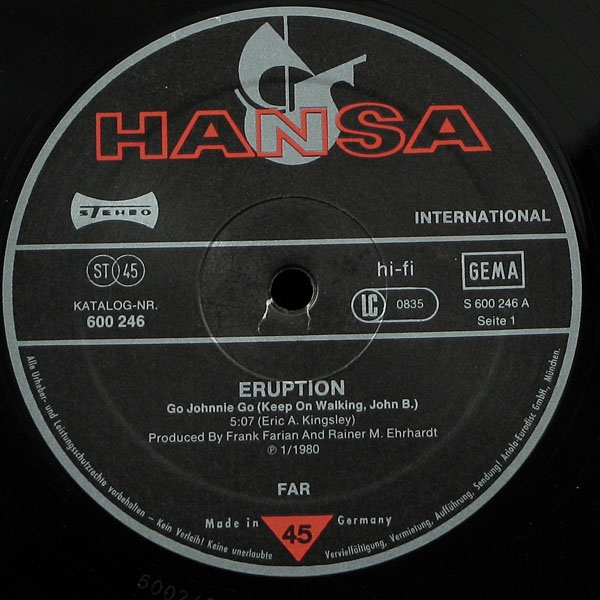 HANSA
STEREO
INTERNATIONAL
ST 45
KATALOG-NR.
600 246
hi-fi
LC 0835
GEMA
S 600 246 A
Seite 1
ERUPTION
Go Johnnie Go (Keep On Walking, John B.)
5:07 (Eric A. Kingsley)
Produced By Frank Farian And Rainer M. Ehrhardt
℗ 1/1980
FAR
Made in Germany
45
Alle Urheber- und Leistungsschutzrechte vorbehalten – Kein Verleih! Keine unerlaubte Vervielfältigung, Vermietung, Aufführung, Sendung! Ariola-Eurodisc GmbH., München.